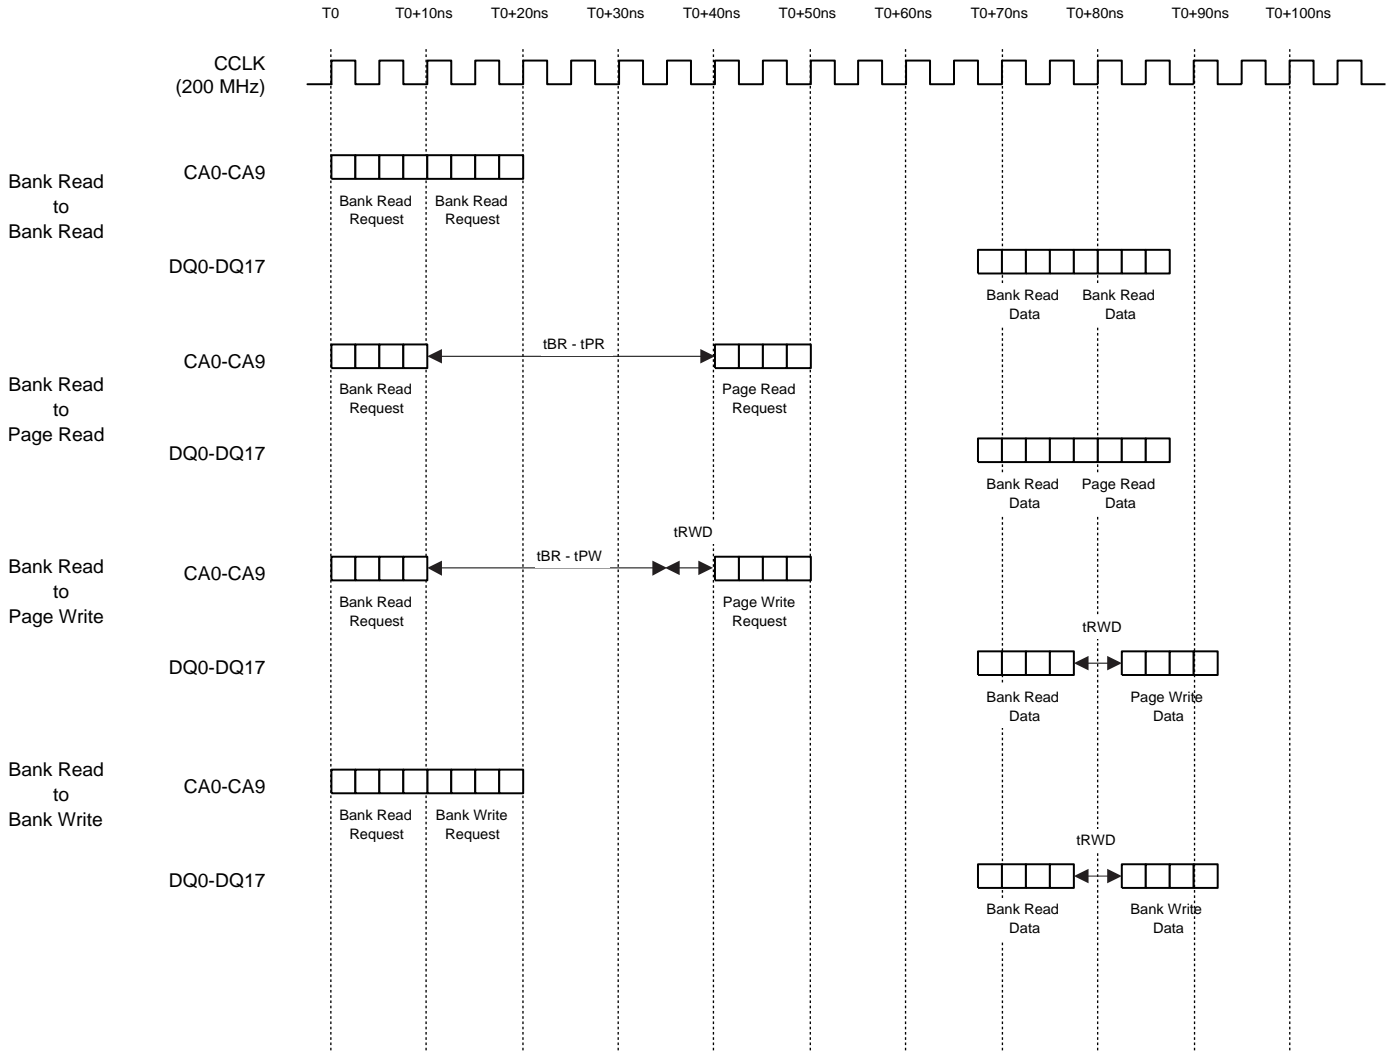 T0 T0+10ns T0+20ns T0+30ns T0+40ns T0+50ns T0+60ns T0+70ns T0+80ns T0+90ns T0+100ns
CCLK
(200 MHz)
Bank Read
to
Bank Read
CA0-CA9
Bank Read Bank Read
Request Request
DQ0-DQ17
Bank Read Bank Read
Data Data
Bank Read
to
Page Read
CA0-CA9
tBR - tPR
Bank Read Page Read
Request Request
DQ0-DQ17
Bank Read Page Read
Data Data
Bank Read
to
Page Write
CA0-CA9
tRWD
tBR - tPW
Bank Read Page Write
Request Request
DQ0-DQ17
tRWD
Bank Read Page Write
Data Data
Bank Read
to
Bank Write
CA0-CA9
Bank Read Bank Write
Request Request
DQ0-DQ17
tRWD
Bank Read Bank Write
Data Data